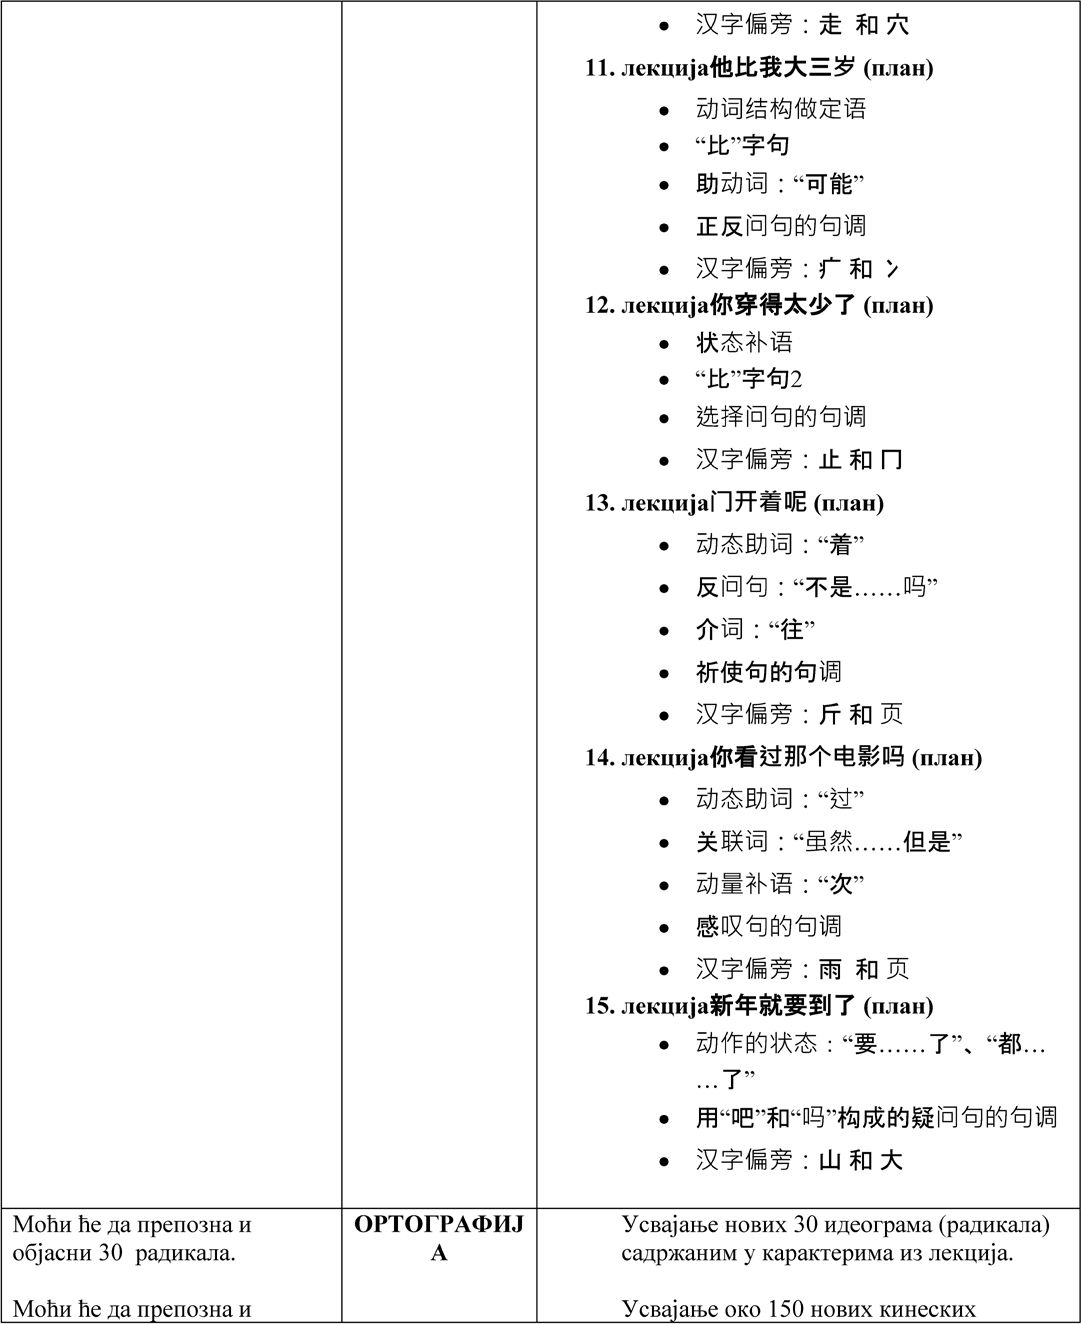 • 汉字偏旁：走 和 穴
11. лекција他比我大三岁 (план)
• 动词结构做定语
• “比”字句
• 助动词：“可能”
• 正反问句的句调
• 汉字偏旁：疒 和 冫
12. лекција你穿得太少了 (план)
• 状态补语
• “比”字句2
• 选择问句的句调
• 汉字偏旁：止 和 冂
13. лекција门开着呢 (план)
• 动态助词：“着”
• 反问句：“不是……吗”
• 介词：“往”
• 祈使句的句调
• 汉字偏旁：斤 和 页
14. лекција你看过那个电影吗 (план)
• 动态助词：“过”
• 关联词：“虽然……但是”
• 动量补语：“次”
• 感叹句的句调
• 汉字偏旁：雨 和 页
15. лекција新年就要到了 (план)
• 动作的状态：“要……了”、“都…
…了”
• 用“吧”和“吗”构成的疑问句的句调
• 汉字偏旁：山 和 大
Моћи ће да препозна и
објасни 30 радикала.
Моћи ће да препозна и
ОРТОГРАФИЈ
А
Усвајање нових 30 идеограма (радикала)
садржаним у карактерима из лекција.
Усвајање око 150 нових кинеских